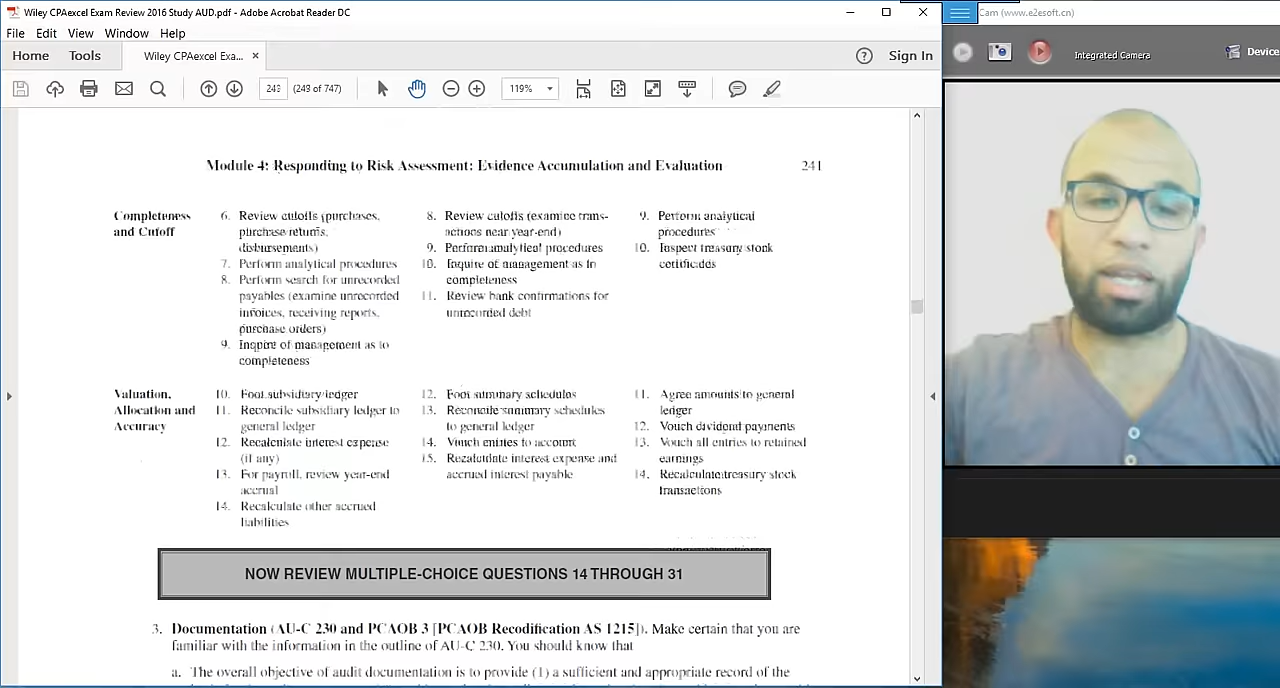 Wiley CPAexcel Exam Review 2016 Study AUD.pdf - Adobe Acrobat Reader DC
File Edit View Window Help
Home Tools Wiley CPAexcel Exa... × Sign In
243 (249 of 747) 119%
Cam (www.e2esoft.cn)
Integrated Camera Device
Module 4: Responding to Risk Assessment: Evidence Accumulation and Evaluation 241
Completeness
and Cutoff
6. Review cutoffs (purchases,
purchase returns,
disbursements)
7. Perform analytical procedures
8. Perform search for unrecorded
payables (examine unrecorded
invoices, receiving reports,
purchase orders)
9. Inquire of management as to
completeness
8. Review cutoffs (examine trans-
actions near year-end)
9. Perform analytical procedures
10. Inquire of management as to
completeness
11. Review bank confirmations for
unrecorded debt
9. Perform analytical
procedures
10. Inspect treasury stock
certificates
Valuation,
Allocation and
Accuracy
10. Foot subsidiary ledger
11. Reconcile subsidiary ledger to
general ledger
12. Recalculate interest expense
(if any)
13. For payroll, review year-end
accrual
14. Recalculate other accrued
liabilities
12. Foot summary schedules
13. Reconcile summary schedules
to general ledger
14. Vouch entries to account
15. Recalculate interest expense and
accrued interest payable
11. Agree amounts to general
ledger
12. Vouch dividend payments
13. Vouch all entries to retained
earnings
14. Recalculate treasury stock
transactions
NOW REVIEW MULTIPLE-CHOICE QUESTIONS 14 THROUGH 31
3. Documentation (AU-C 230 and PCAOB 3 [PCAOB Recodification AS 1215]). Make certain that you are
familiar with the information in the outline of AU-C 230. You should know that
a. The overall objective of audit documentation is to provide (1) a sufficient and appropriate record of the